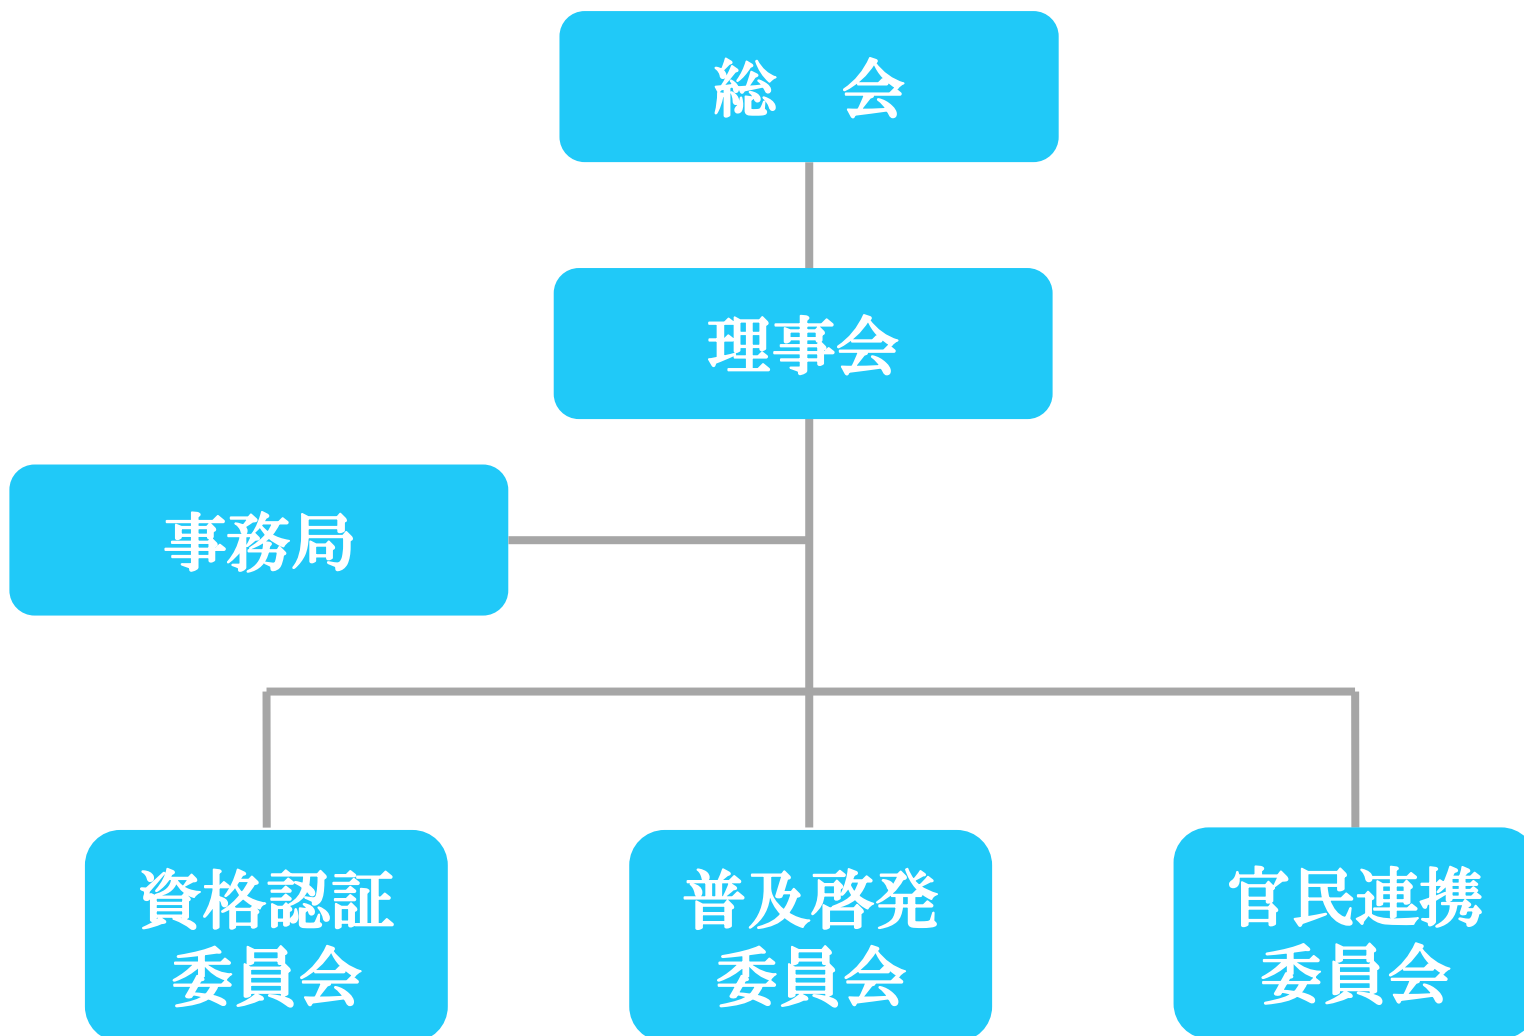 総　会
理事会
事務局
資格認証
委員会
普及啓発
委員会
官民連携
委員会